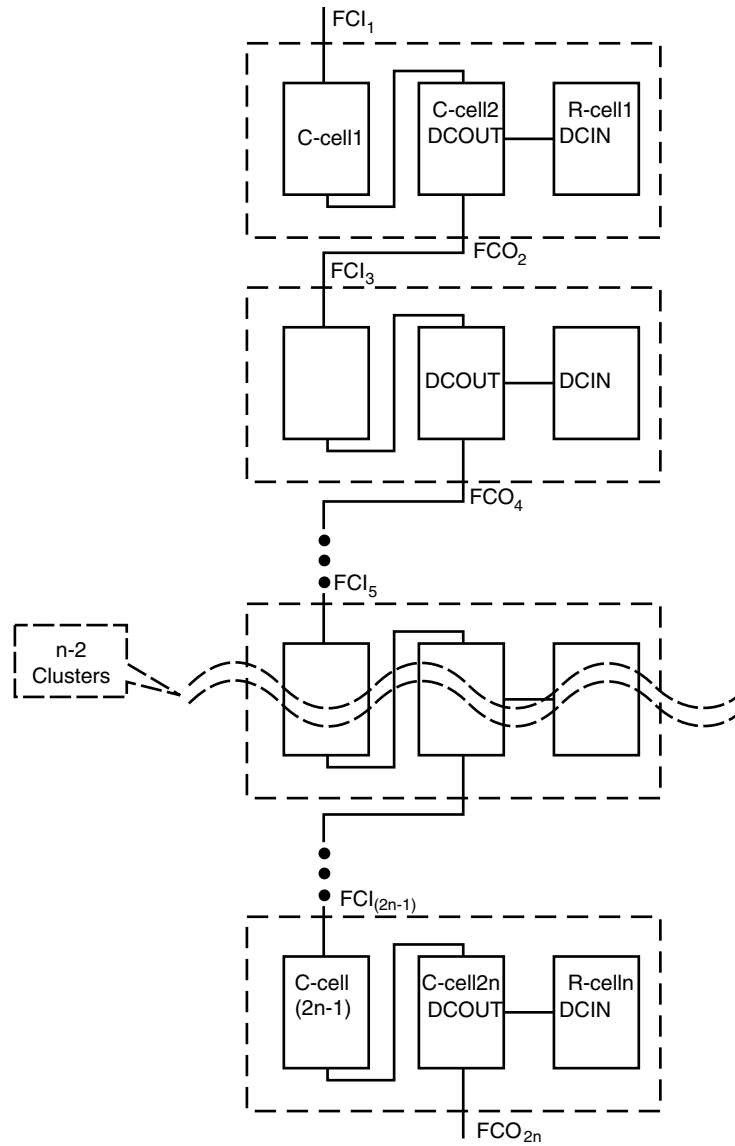 FCI1
C-cell1
C-cell2
DCOUT
R-cell1
DCIN
FCO2
FCI3
DCOUT
DCIN
FCO4
FCI5
n-2
Clusters
FCI(2n-1)
C-cell
(2n-1)
C-cell2n
DCOUT
R-celln
DCIN
FCO2n